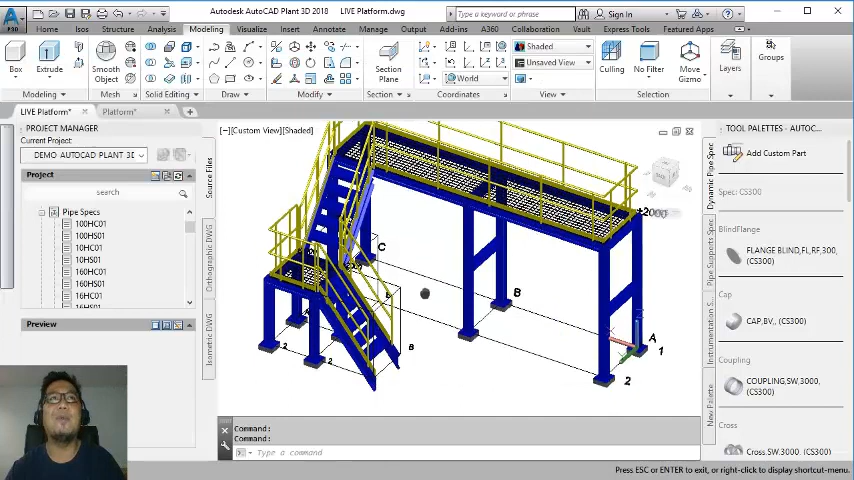 Autodesk AutoCAD Plant 3D 2018 LIVE Platform.dwg
Type a keyword or phrase
Sign In
P3D
Home Isos Structure Analysis Modeling Visualize Insert Annotate Manage Output Add-ins A360 Collaboration Vault Express Tools
Box Extrude Smooth Object Section Plane Shaded Unsaved View World Culling No Filter Move Gizmo Layers Groups
Modeling Mesh Solid Editing Draw Modify Section Coordinates Selection
LIVE Platform* Platform*
PROJECT MANAGER
Current Project:
DEMO AUTOCAD PLANT 3D
Project
search
Pipe Specs
100HC01
100HS01
10HC01
10HS01
160HC01
160HS01
16HC01
16HS01
Preview
Source Files
Orthographic DWG
Isometric DWG
[−][Custom View][Shaded]
C
B
B
A
1
2
2
2
Command:
Command:
Type a command
TOOL PALETTES - AUTOC...
Add Custom Part
Spec: CS300
BlindFlange
FLANGE BLIND,FL,RF,300, (CS300)
Cap
CAP,BV,, (CS300)
Coupling
COUPLING,SW,3000, (CS300)
Cross
Cross,SW,3000, (CS300)
Dynamic Pipe Spec
Pipe Supports Spec
Instrumentation S...
New Palette
Press ESC or ENTER to exit, or right-click to display shortcut-menu.